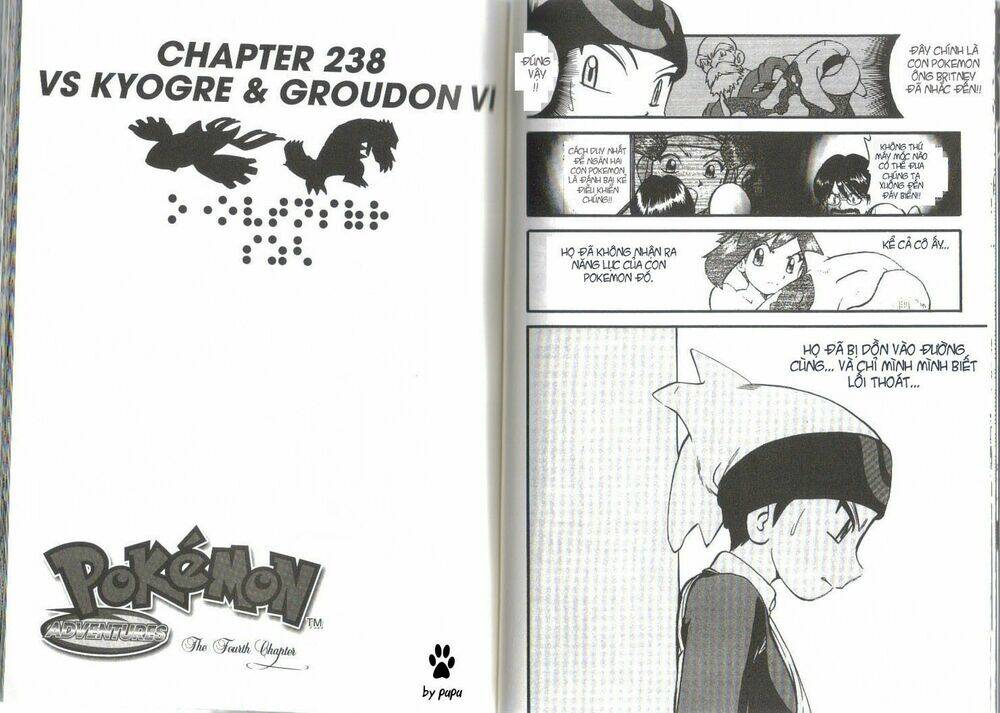 CHAPTER 238
VS KYOGRE & GROUDON VI
POKÉMON
TM
ADVENTURES
The Fourth Chapter
by pupu
ĐÂY CHÍNH LÀ
CON POKEMON
ÔNG BRITNEY
ĐÃ NHẮC ĐẾN!!
ĐÚNG
VẬY
!!
KHÔNG THỨ
MÁY MÓC NÀO
CÓ THỂ ĐƯA
CHÚNG TA
XUỐNG ĐẾN
ĐÁY BIỂN!!
CÁCH DUY NHẤT
ĐỂ NGĂN HAI
CON POKEMON,
LÀ ĐÁNH BẠI KẺ
ĐIỀU KHIỂN
CHÚNG!!
KỂ CẢ CÔ ẤY...
HỌ ĐÃ KHÔNG NHẬN RA
NĂNG LỰC CỦA CON
POKEMON ĐÓ.
HỌ ĐÃ BỊ DỒN VÀO ĐƯỜNG
CÙNG... VÀ CHỈ MÌNH MÌNH BIẾT
LỐI THOÁT...